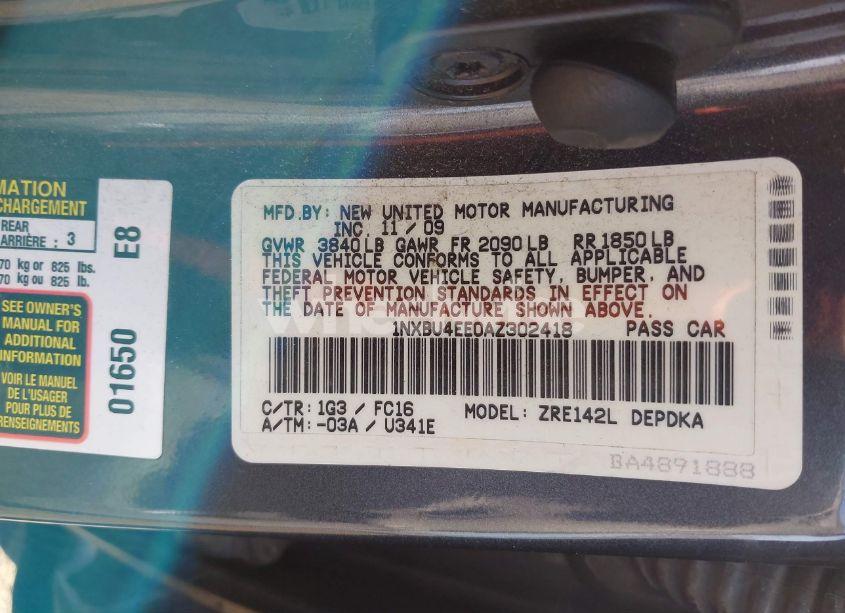 MATION
CHARGEMENT
REAR
ARRIÈRE : 3
70 kg or 825 lbs.
70 kg ou 825 lb.
SEE OWNER'S
MANUAL FOR
ADDITIONAL
INFORMATION
VOIR LE MANUEL
DE L'USAGER
POUR PLUS DE
RENSEIGNEMENTS
01650 E8
MFD.BY: NEW UNITED MOTOR MANUFACTURING
INC. 11 / 09
GVWR 3840 LB GAWR FR 2090 LB RR 1850 LB
THIS VEHICLE CONFORMS TO ALL APPLICABLE
FEDERAL MOTOR VEHICLE SAFETY, BUMPER, AND
THEFT PREVENTION STANDARDS IN EFFECT ON
THE DATE OF MANUFACTURE SHOWN ABOVE.
1NXBU4EE0AZ302418 PASS CAR
C/TR: 1G3 / FC16 MODEL: ZRE142L DEPDKA
A/TM: -03A / U341E
BA4891888